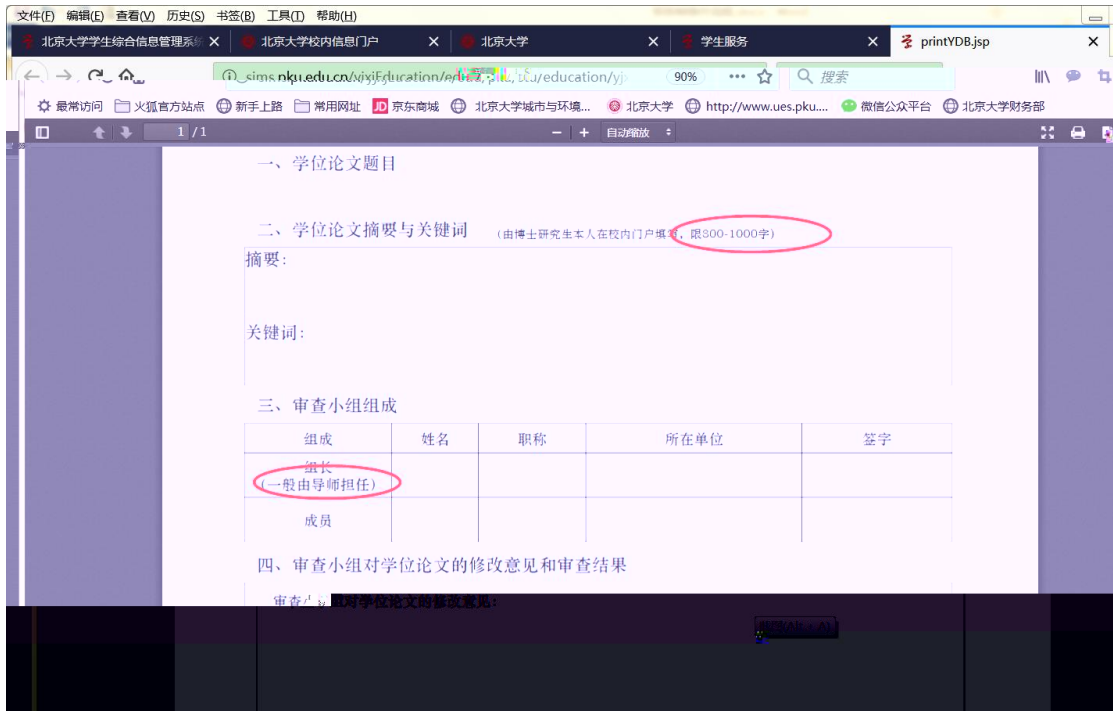 文件(F) 编辑(E) 查看(V) 历史(S) 书签(B) 工具(T) 帮助(H)
北京大学学生综合信息管理系统 北京大学校内信息门户 北京大学 学生服务 printYDB.jsp
90% 搜索
最常访问 火狐官方站点 新手上路 常用网址 JD 京东商城 北京大学城市与环境... 北京大学 http://www.ues.pku.... 微信公众平台 北京大学财务部
1 /1 自动缩放
一、学位论文题目
二、学位论文摘要与关键词 (由博士研究生本人在校内门户填写，限800-1000字)
摘要:
关键词:
三、审查小组组成
组成 姓名 职称 所在单位 签字
组长
(一般由导师担任)
成员
四、审查小组对学位论文的修改意见和审查结果
审查小组对学位论文的修改意见: